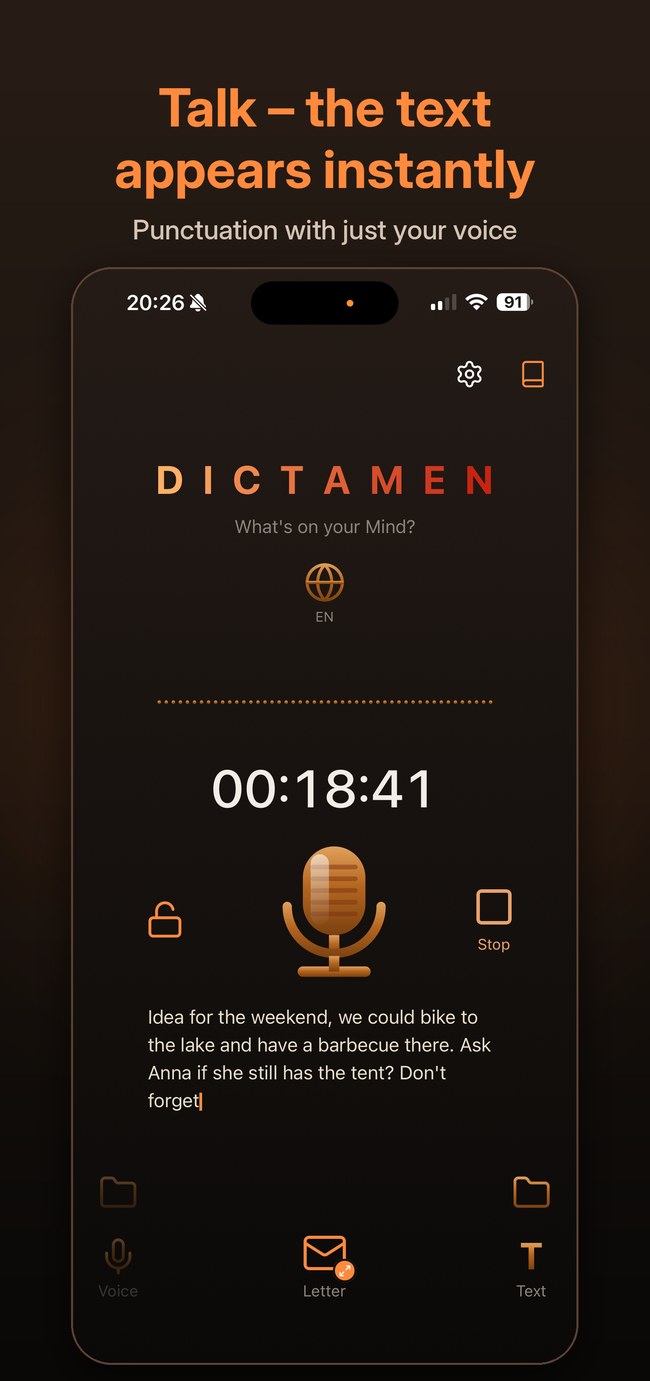 Talk – the text
appears instantly
Punctuation with just your voice
20:26 91
DICTAMEN
What's on your Mind?
EN
00:18:41
Stop
Idea for the weekend, we could bike to
the lake and have a barbecue there. Ask
Anna if she still has the tent? Don't
forget
T
Voice Letter Text